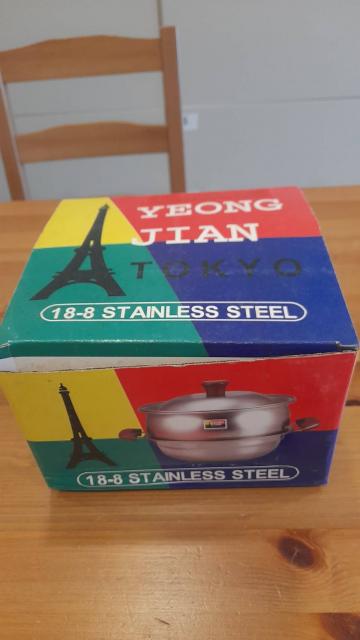 YEONG
JIAN
TOKYO
18-8 STAINLESS STEEL
18-8 STAINLESS STEEL